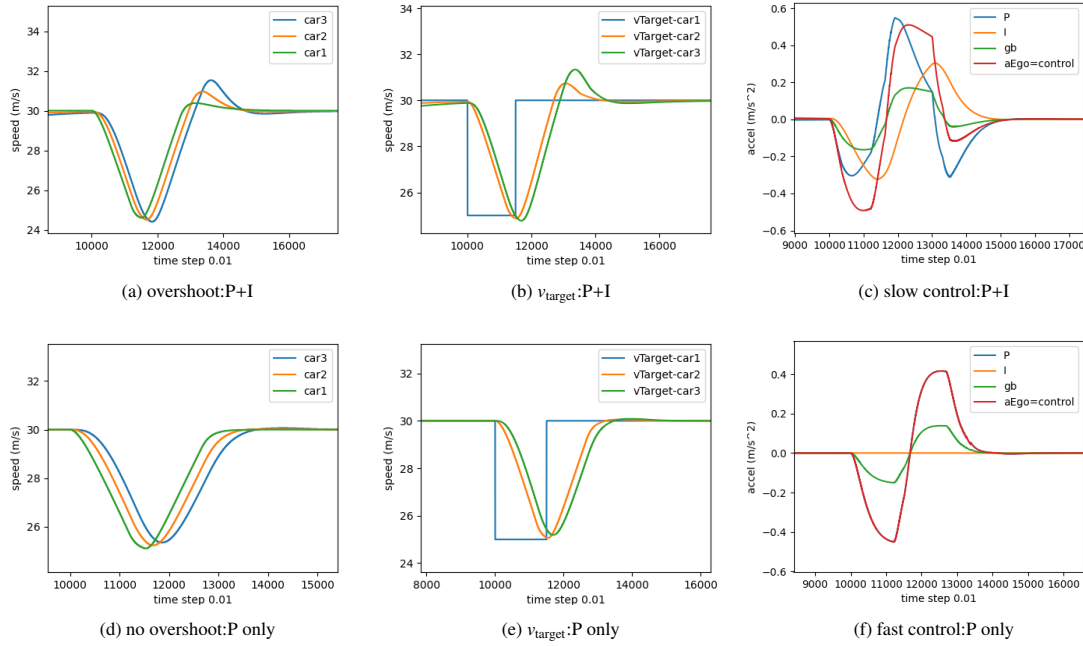 34
32
30
28
26
24
speed (m/s)
10000
12000
14000
16000
time step 0.01
car3
car2
car1
(a) overshoot:P+I
34
32
30
28
26
24
speed (m/s)
10000
12000
14000
16000
time step 0.01
vTarget-car1
vTarget-car2
vTarget-car3
(b) vtarget:P+I
0.6
0.4
0.2
0.0
−0.2
−0.4
−0.6
accel (m/s^2)
9000 10000 11000 12000 13000 14000 15000 16000 17000
time step 0.01
P
I
gb
aEgo=control
(c) slow control:P+I
32
30
28
26
speed (m/s)
10000 11000 12000 13000 14000 15000
time step 0.01
car3
car2
car1
(d) no overshoot:P only
32
30
28
26
24
speed (m/s)
8000 10000 12000 14000 16000
time step 0.01
vTarget-car1
vTarget-car2
vTarget-car3
(e) vtarget:P only
0.4
0.2
0.0
−0.2
−0.4
−0.6
accel (m/s^2)
9000 10000 11000 12000 13000 14000 15000 16000
time step 0.01
P
I
gb
aEgo=control
(f) fast control:P only